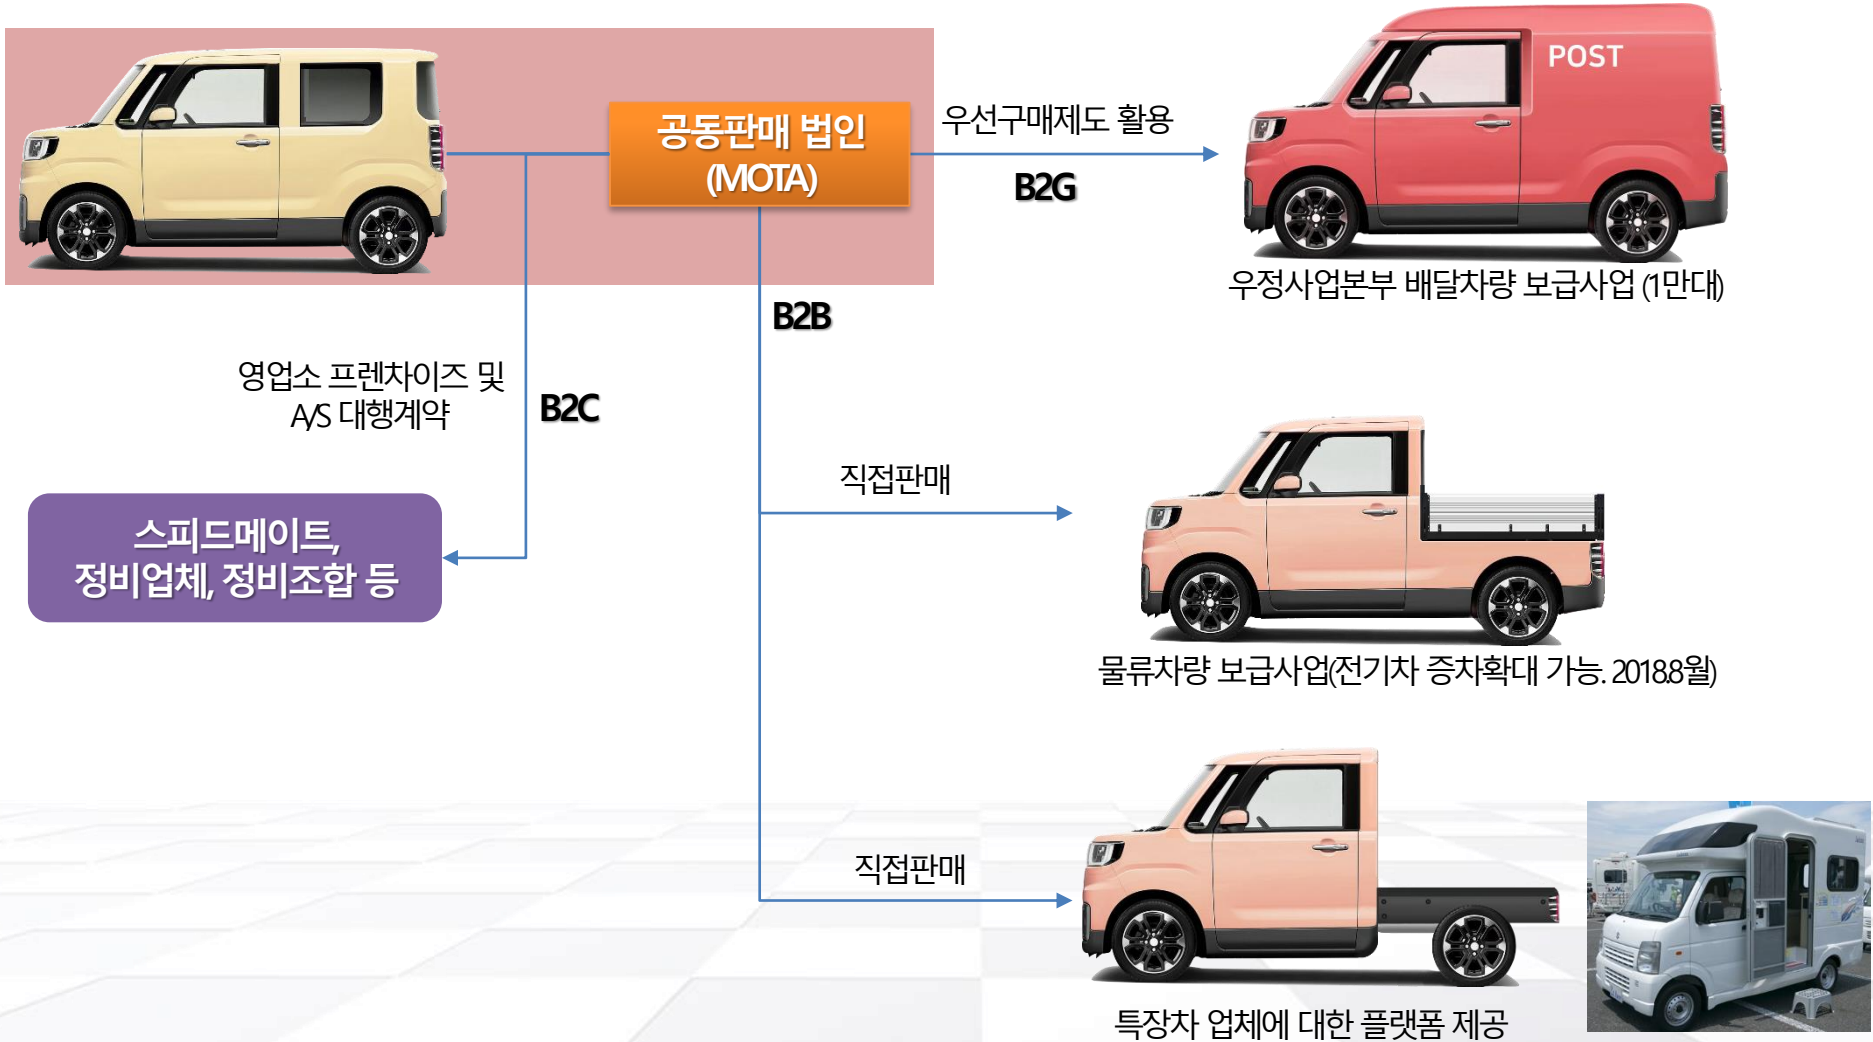 POST
공동판매 법인
(MOTA)
우선구매제도 활용
B2G
우정사업본부 배달차량 보급사업 (1만대)
B2B
영업소 프렌차이즈 및
A/S 대행계약
B2C
직접판매
스피드메이트,
정비업체, 정비조합 등
물류차량 보급사업(전기차 증차확대 가능. 2018.8월)
직접판매
특장차 업체에 대한 플랫폼 제공